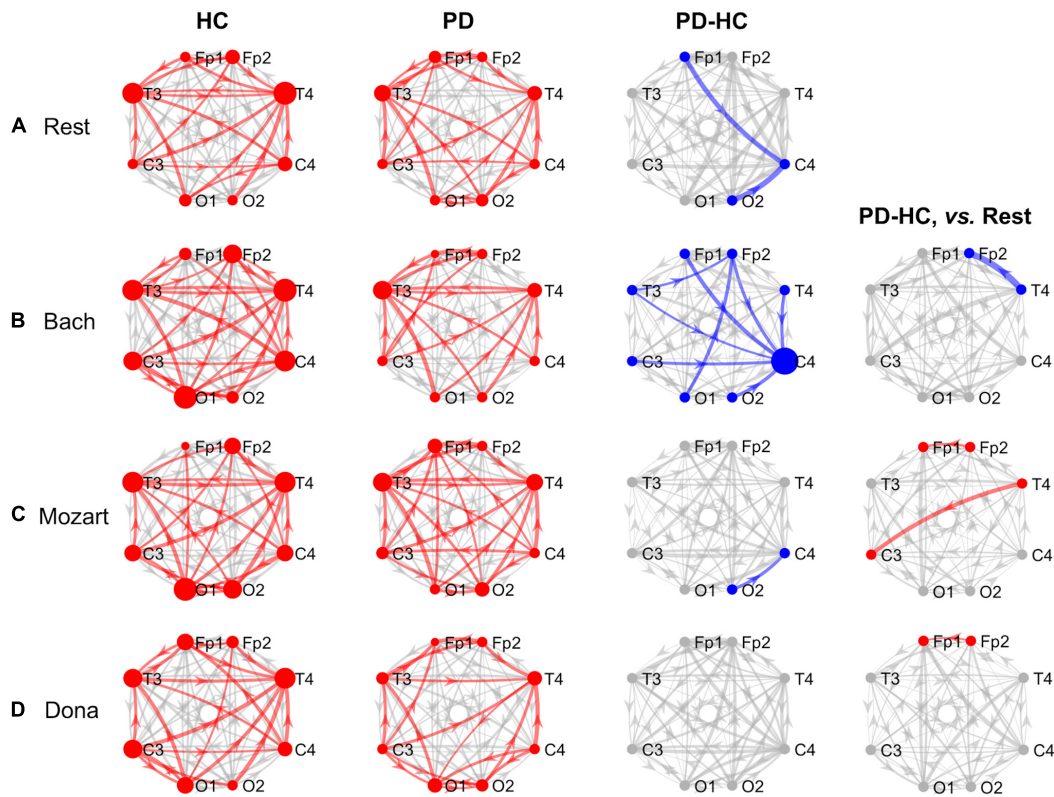 HC PD PD-HC
Fp1 Fp2 Fp1 Fp2 Fp1 Fp2
T3 T4 T3 T4 T3 T4
A Rest
C3 C4 C3 C4 C3 C4
O1 O2 O1 O2 O1 O2
PD-HC, vs. Rest
Fp1 Fp2 Fp1 Fp2 Fp1 Fp2 Fp1 Fp2
T3 T4 T3 T4 T3 T4 T3 T4
B Bach
C3 C4 C3 C4 C3 C4 C3 C4
O1 O2 O1 O2 O1 O2 O1 O2
Fp1 Fp2 Fp1 Fp2 Fp1 Fp2 Fp1 Fp2
T3 T4 T3 T4 T3 T4 T3 T4
C Mozart
C3 C4 C3 C4 C3 C4 C3 C4
O1 O2 O1 O2 O1 O2 O1 O2
Fp1 Fp2 Fp1 Fp2 Fp1 Fp2 Fp1 Fp2
T3 T4 T3 T4 T3 T4 T3 T4
D Dona
C3 C4 C3 C4 C3 C4 C3 C4
O1 O2 O1 O2 O1 O2 O1 O2